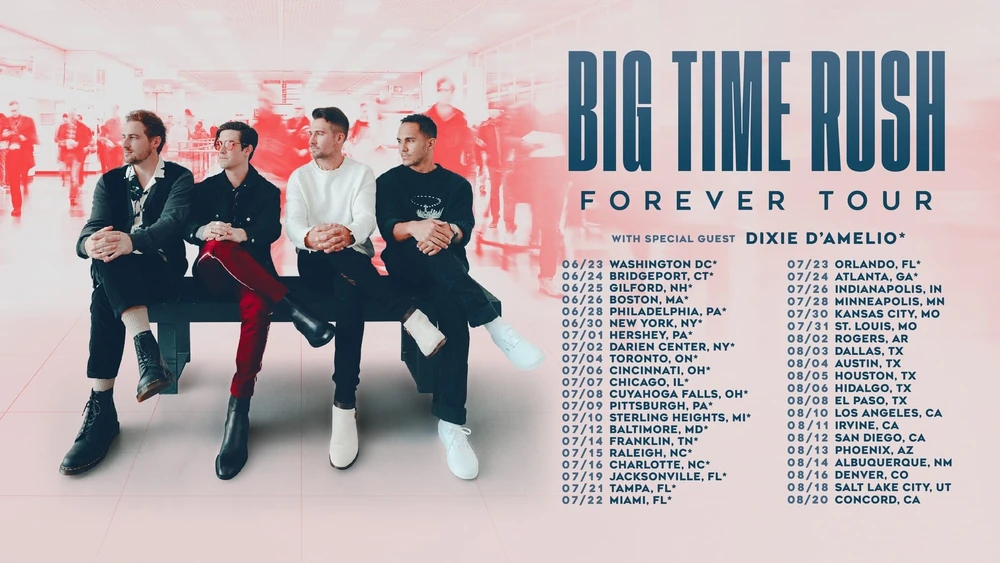 BIG TIME RUSH
FOREVER TOUR
WITH SPECIAL GUEST DIXIE D'AMELIO*
06/23 WASHINGTON DC*
06/24 BRIDGEPORT, CT*
06/25 GILFORD, NH*
06/26 BOSTON, MA*
06/28 PHILADELPHIA, PA*
06/30 NEW YORK, NY*
07/01 HERSHEY, PA*
07/02 DARIEN CENTER, NY*
07/04 TORONTO, ON*
07/06 CINCINNATI, OH*
07/07 CHICAGO, IL*
07/08 CUYAHOGA FALLS, OH*
07/09 PITTSBURGH, PA*
07/10 STERLING HEIGHTS, MI*
07/12 BALTIMORE, MD*
07/14 FRANKLIN, TN*
07/15 RALEIGH, NC*
07/16 CHARLOTTE, NC*
07/19 JACKSONVILLE, FL*
07/21 TAMPA, FL*
07/22 MIAMI, FL*
07/23 ORLANDO, FL*
07/24 ATLANTA, GA*
07/26 INDIANAPOLIS, IN
07/28 MINNEAPOLIS, MN
07/30 KANSAS CITY, MO
07/31 ST. LOUIS, MO
08/02 ROGERS, AR
08/03 DALLAS, TX
08/04 AUSTIN, TX
08/05 HOUSTON, TX
08/06 HIDALGO, TX
08/08 EL PASO, TX
08/10 LOS ANGELES, CA
08/11 IRVINE, CA
08/12 SAN DIEGO, CA
08/13 PHOENIX, AZ
08/14 ALBUQUERQUE, NM
08/16 DENVER, CO
08/18 SALT LAKE CITY, UT
08/20 CONCORD, CA